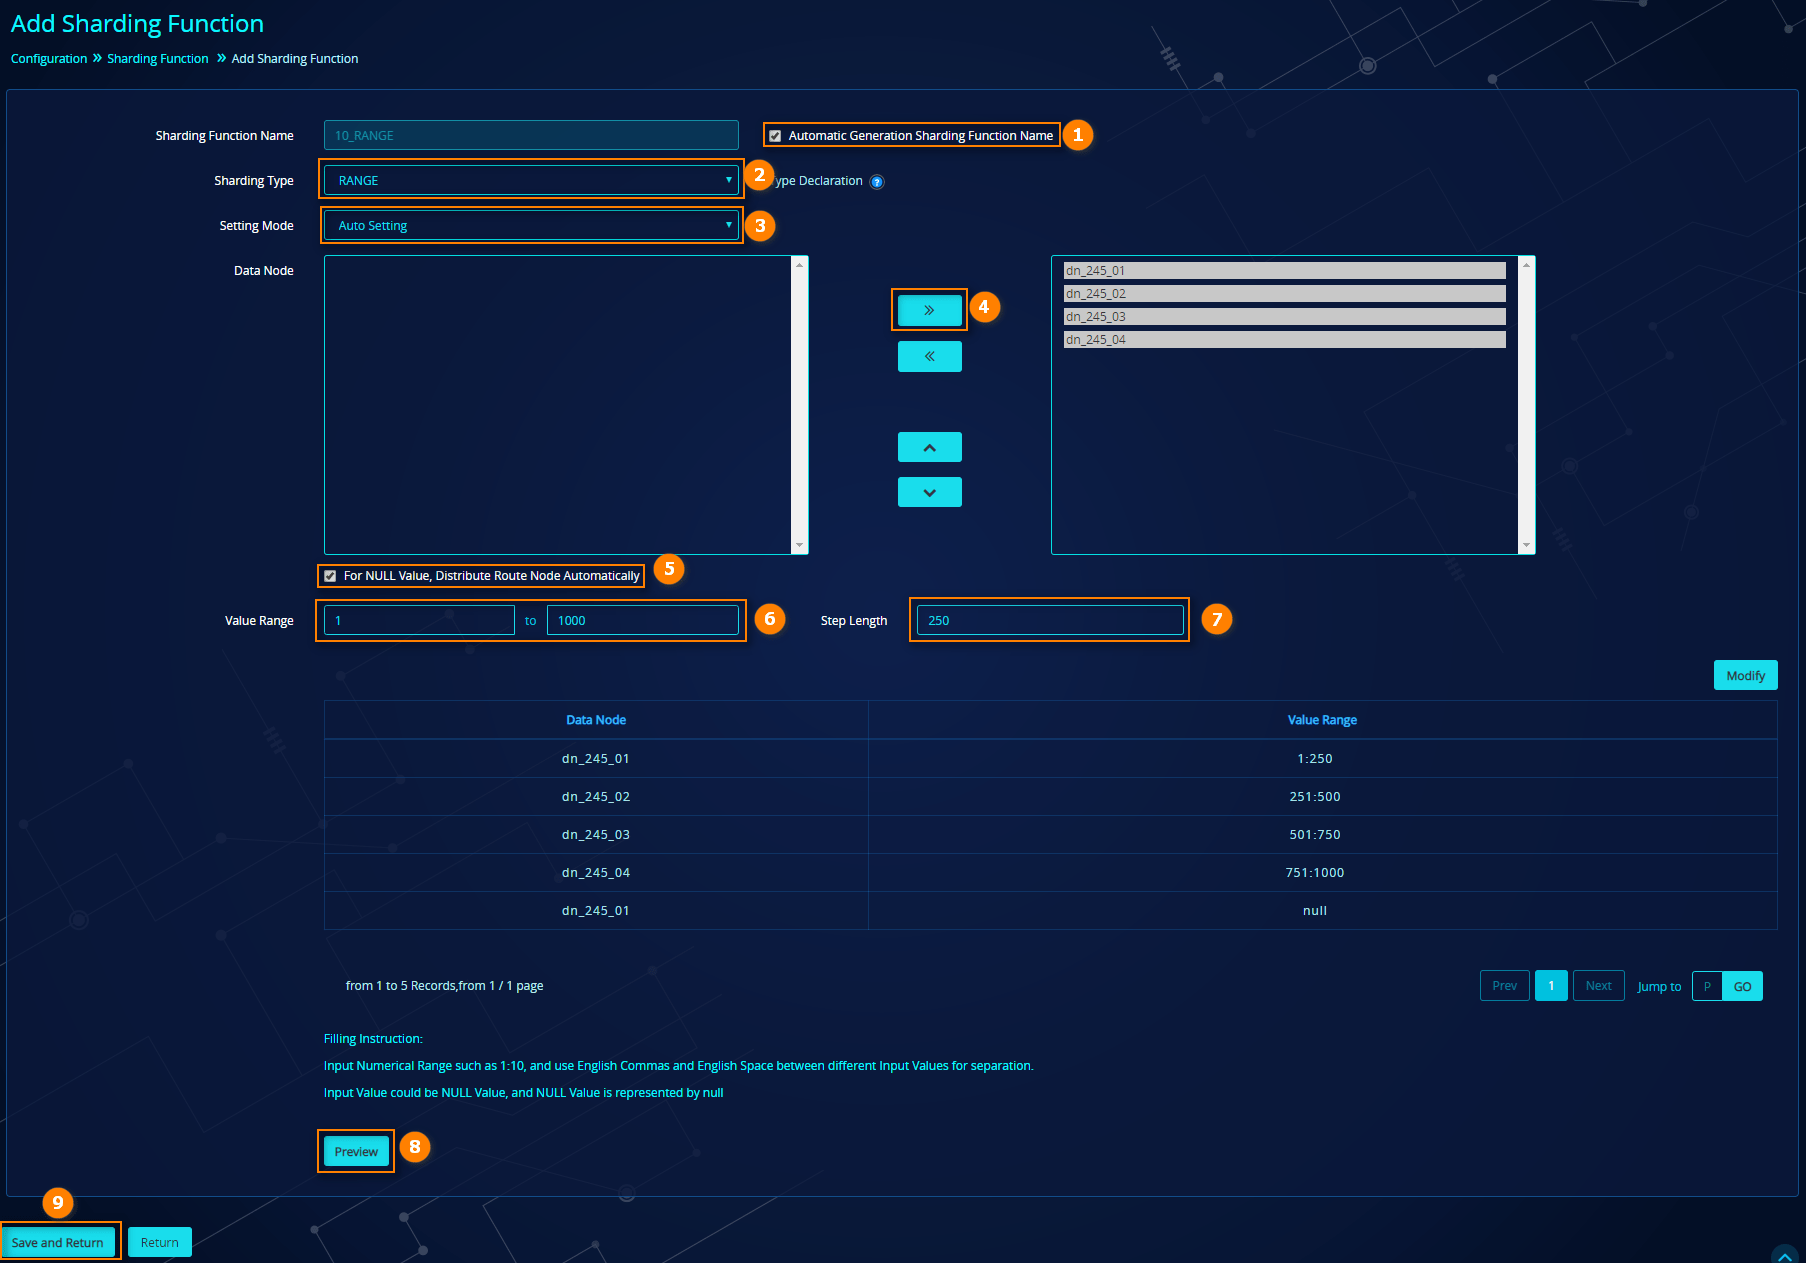 Add Sharding Function
Configuration » Sharding Function » Add Sharding Function
Sharding Function Name 10_RANGE Automatic Generation Sharding Function Name 1
Sharding Type RANGE 2 ype Declaration ?
Setting Mode Auto Setting 3
Data Node
dn_245_01
dn_245_02
dn_245_03
dn_245_04
» 4
«
For NULL Value, Distribute Route Node Automatically 5
Value Range 1 to 1000 6 Step Length 250 7
Modify
Data Node Value Range
dn_245_01 1:250
dn_245_02 251:500
dn_245_03 501:750
dn_245_04 751:1000
dn_245_01 null
from 1 to 5 Records,from 1 / 1 page Prev 1 Next Jump to P GO
Filling Instruction:
Input Numerical Range such as 1:10, and use English Commas and English Space between different Input Values for separation.
Input Value could be NULL Value, and NULL Value is represented by null
Preview 8
9
Save and Return Return